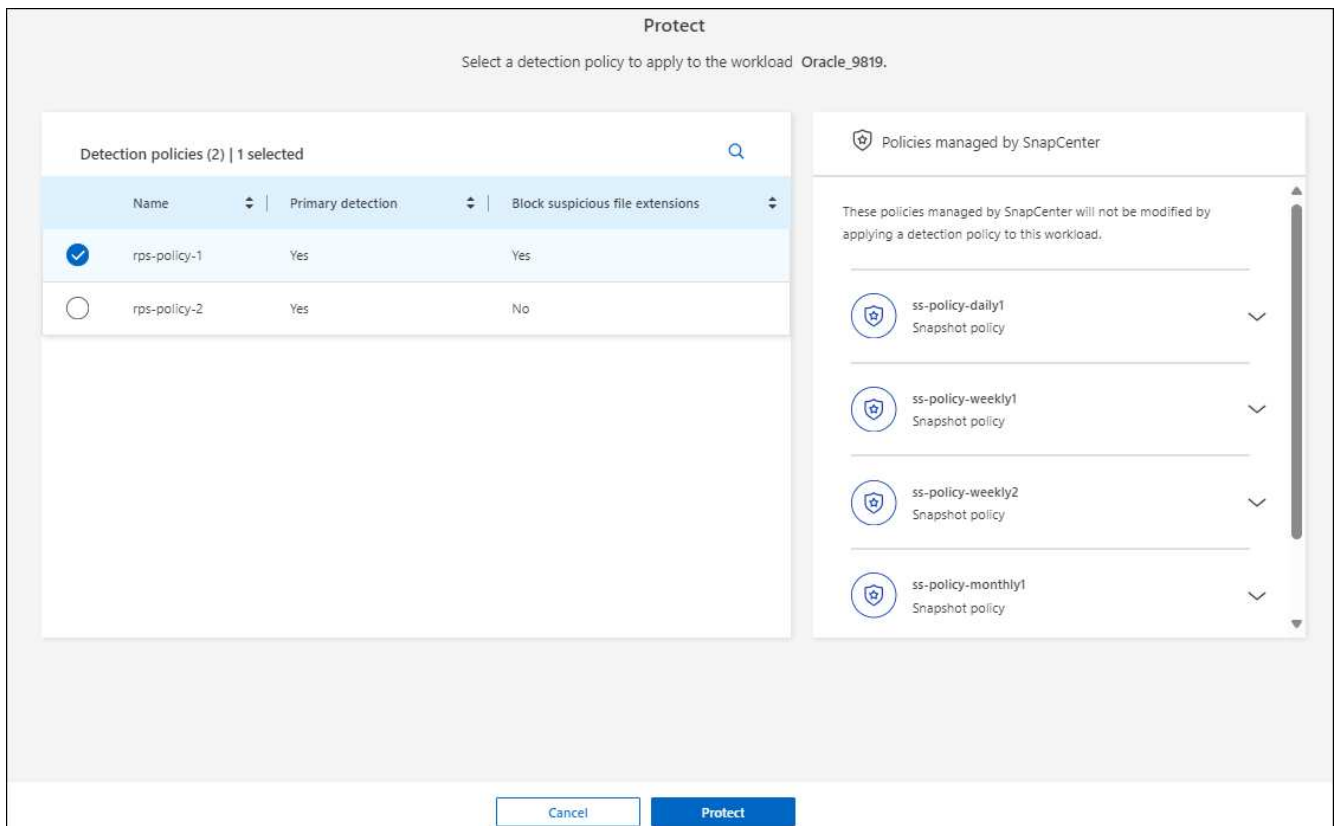 Protect
Select a detection policy to apply to the workload Oracle_9819.
Detection policies (2) | 1 selected
Name
Primary detection
Block suspicious file extensions
rps-policy-1
Yes
Yes
rps-policy-2
Yes
No
Policies managed by SnapCenter
These policies managed by SnapCenter will not be modified by
applying a detection policy to this workload.
ss-policy-daily1
Snapshot policy
ss-policy-weekly1
Snapshot policy
ss-policy-weekly2
Snapshot policy
ss-policy-monthly1
Snapshot policy
Cancel
Protect